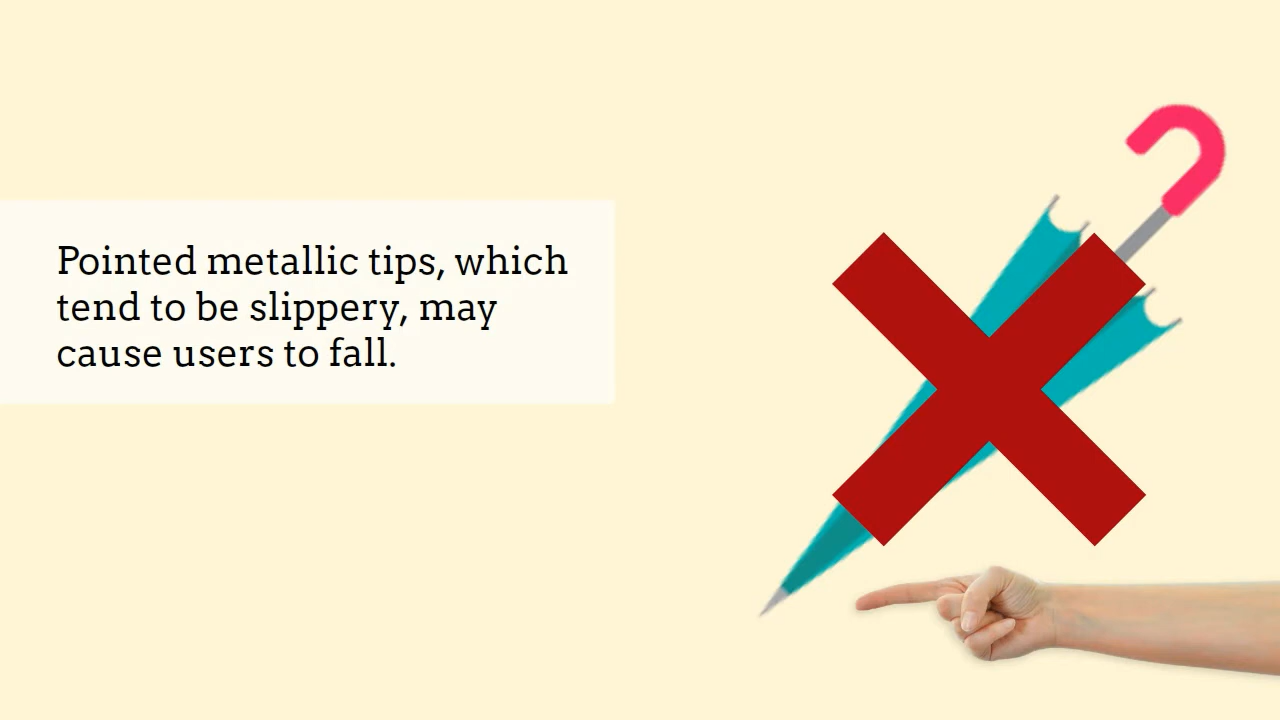 Pointed metallic tips, which
tend to be slippery, may
cause users to fall.